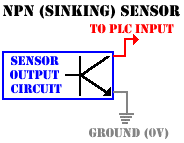 NPN (SINKING) SENSOR
TO PLC INPUT
SENSOR
OUTPUT
CIRCUIT
GROUND (0V)